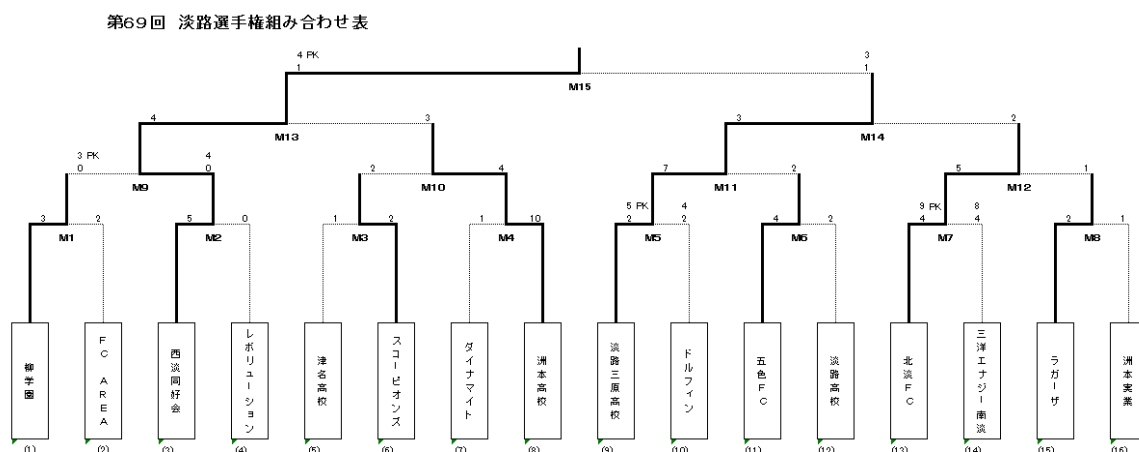 第69回 淡路選手権組み合わせ表
4 PK 3
1 1
M15
4 3 3 2
M13 M14
3 PK 4
0 0 2 4 7 2 5 1
M9 M10 M11 M12
5 PK 4 9 PK 8
3 2 5 0 1 2 1 10 2 2 4 2 4 4 2 1
M1 M2 M3 M4 M5 M6 M7 M8
柳学園
FC AREA
西淡同好会
レボリューション
津名高校
スコーピオンズ
ダイナマイト
洲本高校
淡路三原高校
ドルフィン
五色FC
淡路高校
北淡FC
三洋エナジー南淡
ラガーザ
洲本実業
(1) (2) (3) (4) (5) (6) (7) (8) (9) (10) (11) (12) (13) (14) (15) (16)